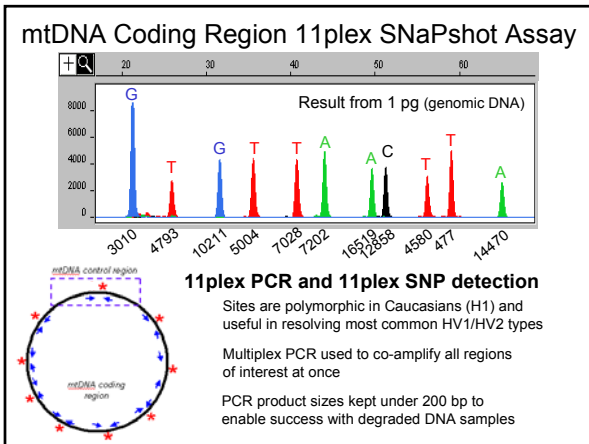 mtDNA Coding Region 11plex SNaPshot Assay
20 30 40 50 60
8000
6000
4000
2000
0
Result from 1 pg (genomic DNA)
G T G T T A A C T T A
3010 4793 10211 5004 7028 7202 16519 12858 4580 477 14470
mtDNA control region
mtDNA coding
region
11plex PCR and 11plex SNP detection
Sites are polymorphic in Caucasians (H1) and
useful in resolving most common HV1/HV2 types
Multiplex PCR used to co-amplify all regions
of interest at once
PCR product sizes kept under 200 bp to
enable success with degraded DNA samples